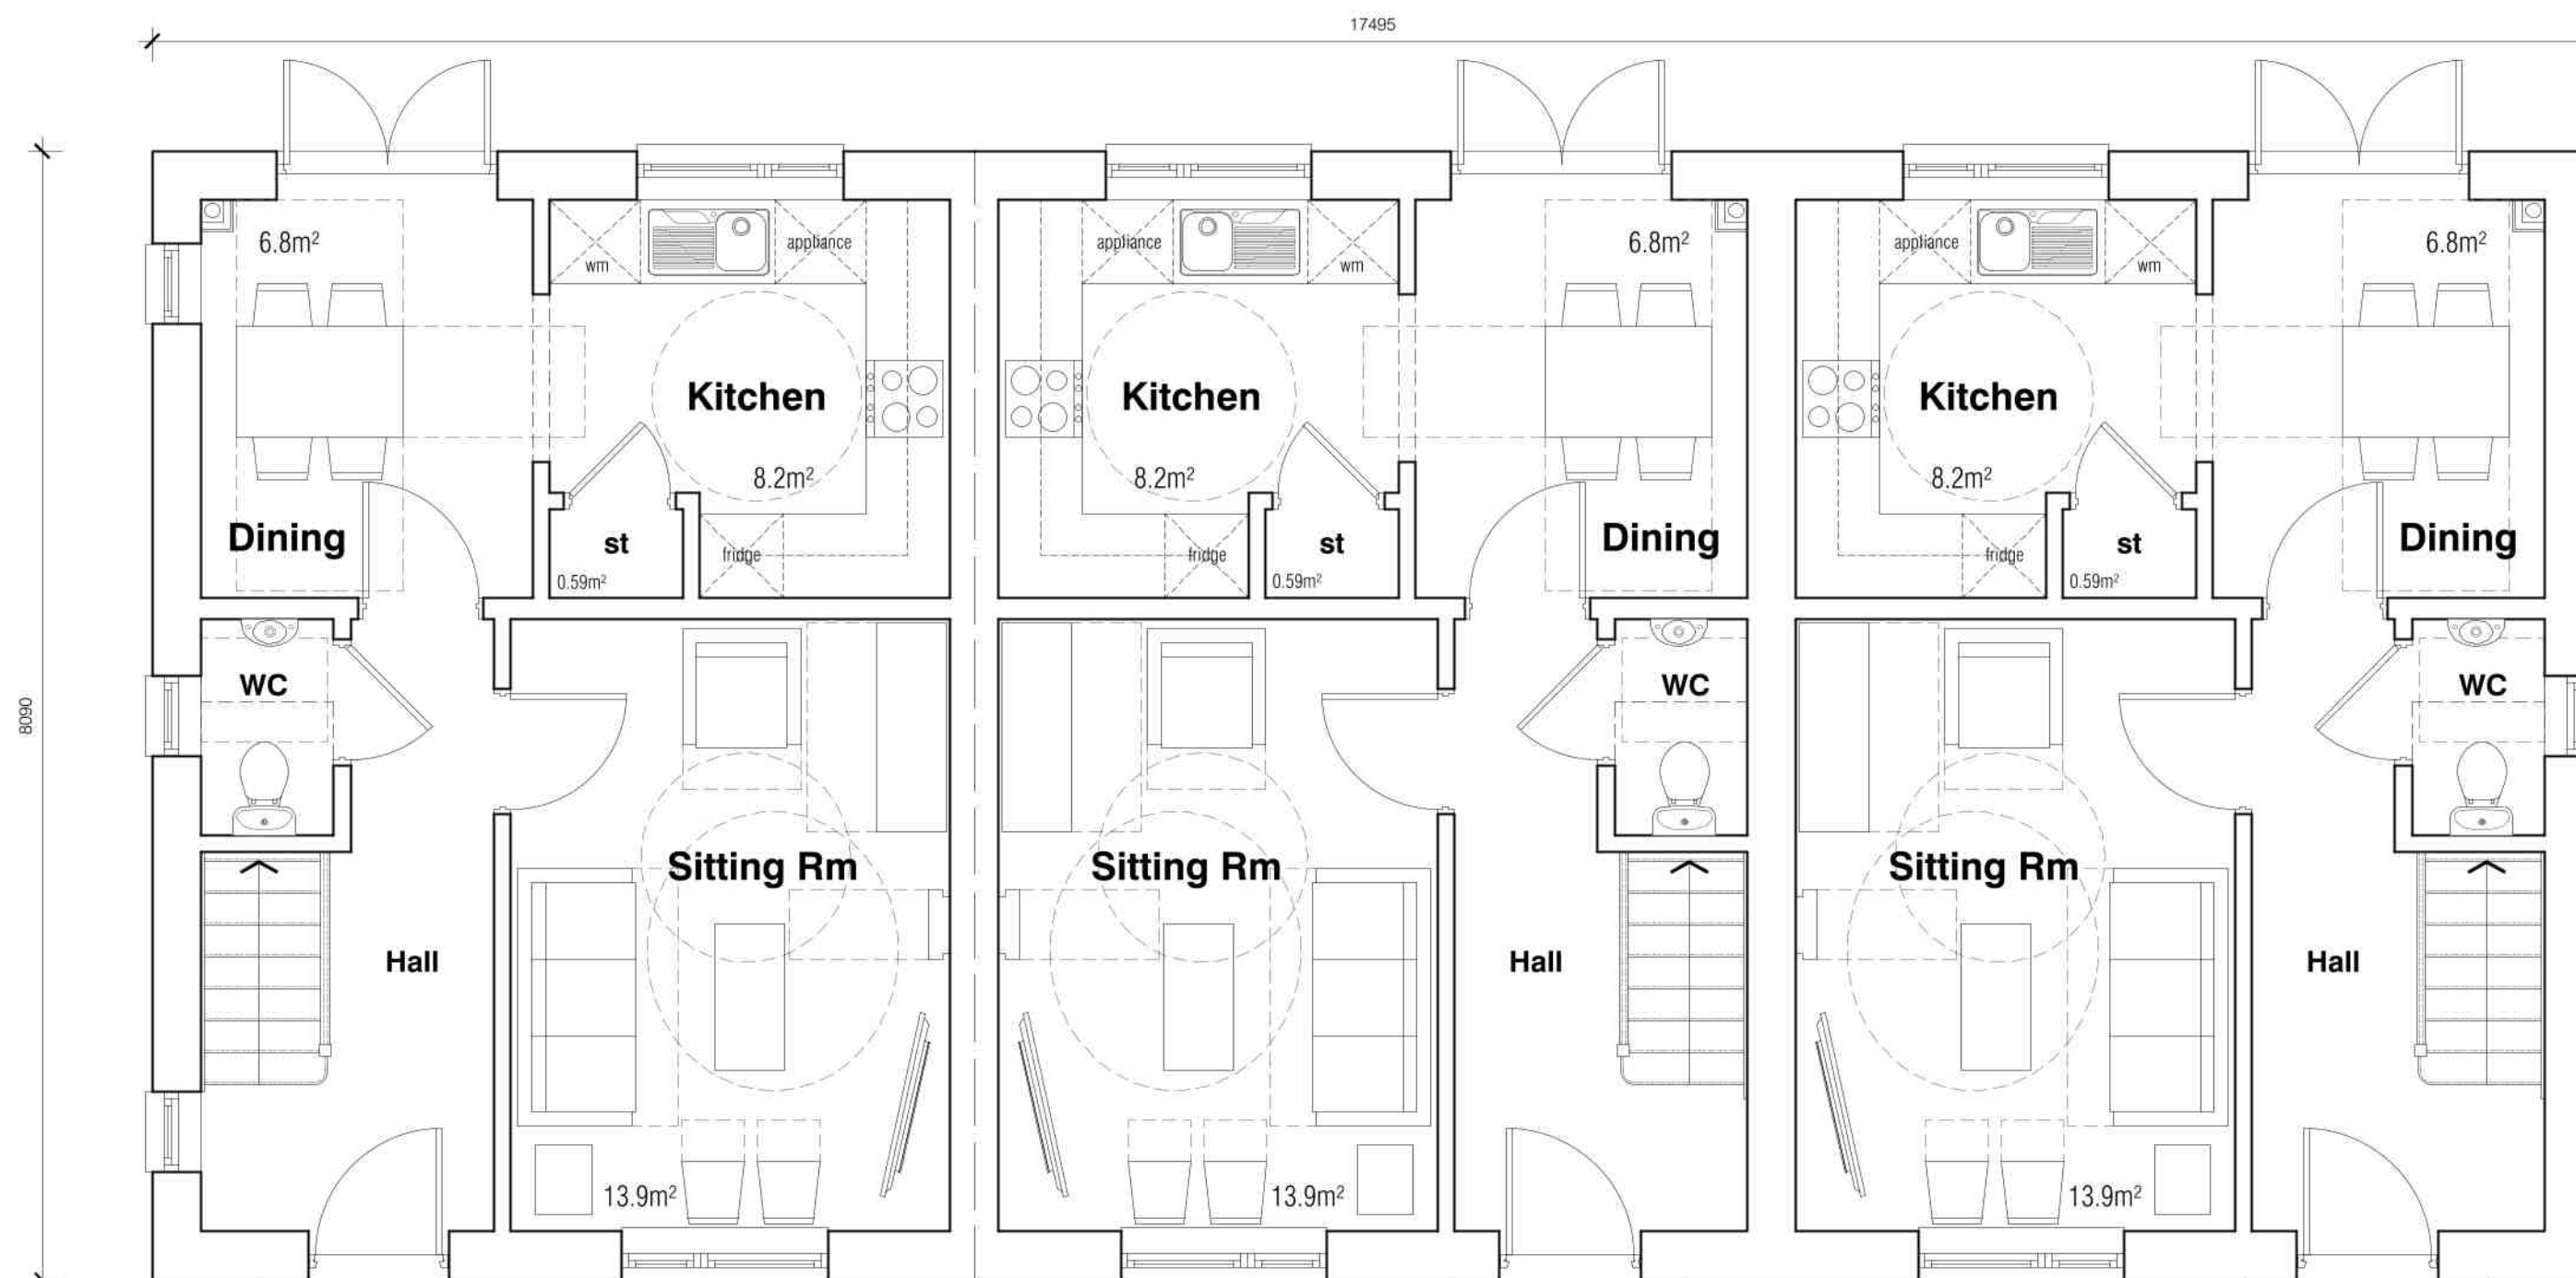 17495
8090
6.8m²
wm
appliance
appliance
wm
6.8m²
appliance
wm
6.8m²
Kitchen
Kitchen
Kitchen
8.2m²
8.2m²
8.2m²
Dining
st
fridge
fridge
st
Dining
fridge
st
Dining
0.59m²
0.59m²
0.59m²
WC
WC
WC
Sitting Rm
Sitting Rm
Sitting Rm
Hall
Hall
Hall
13.9m²
13.9m²
13.9m²